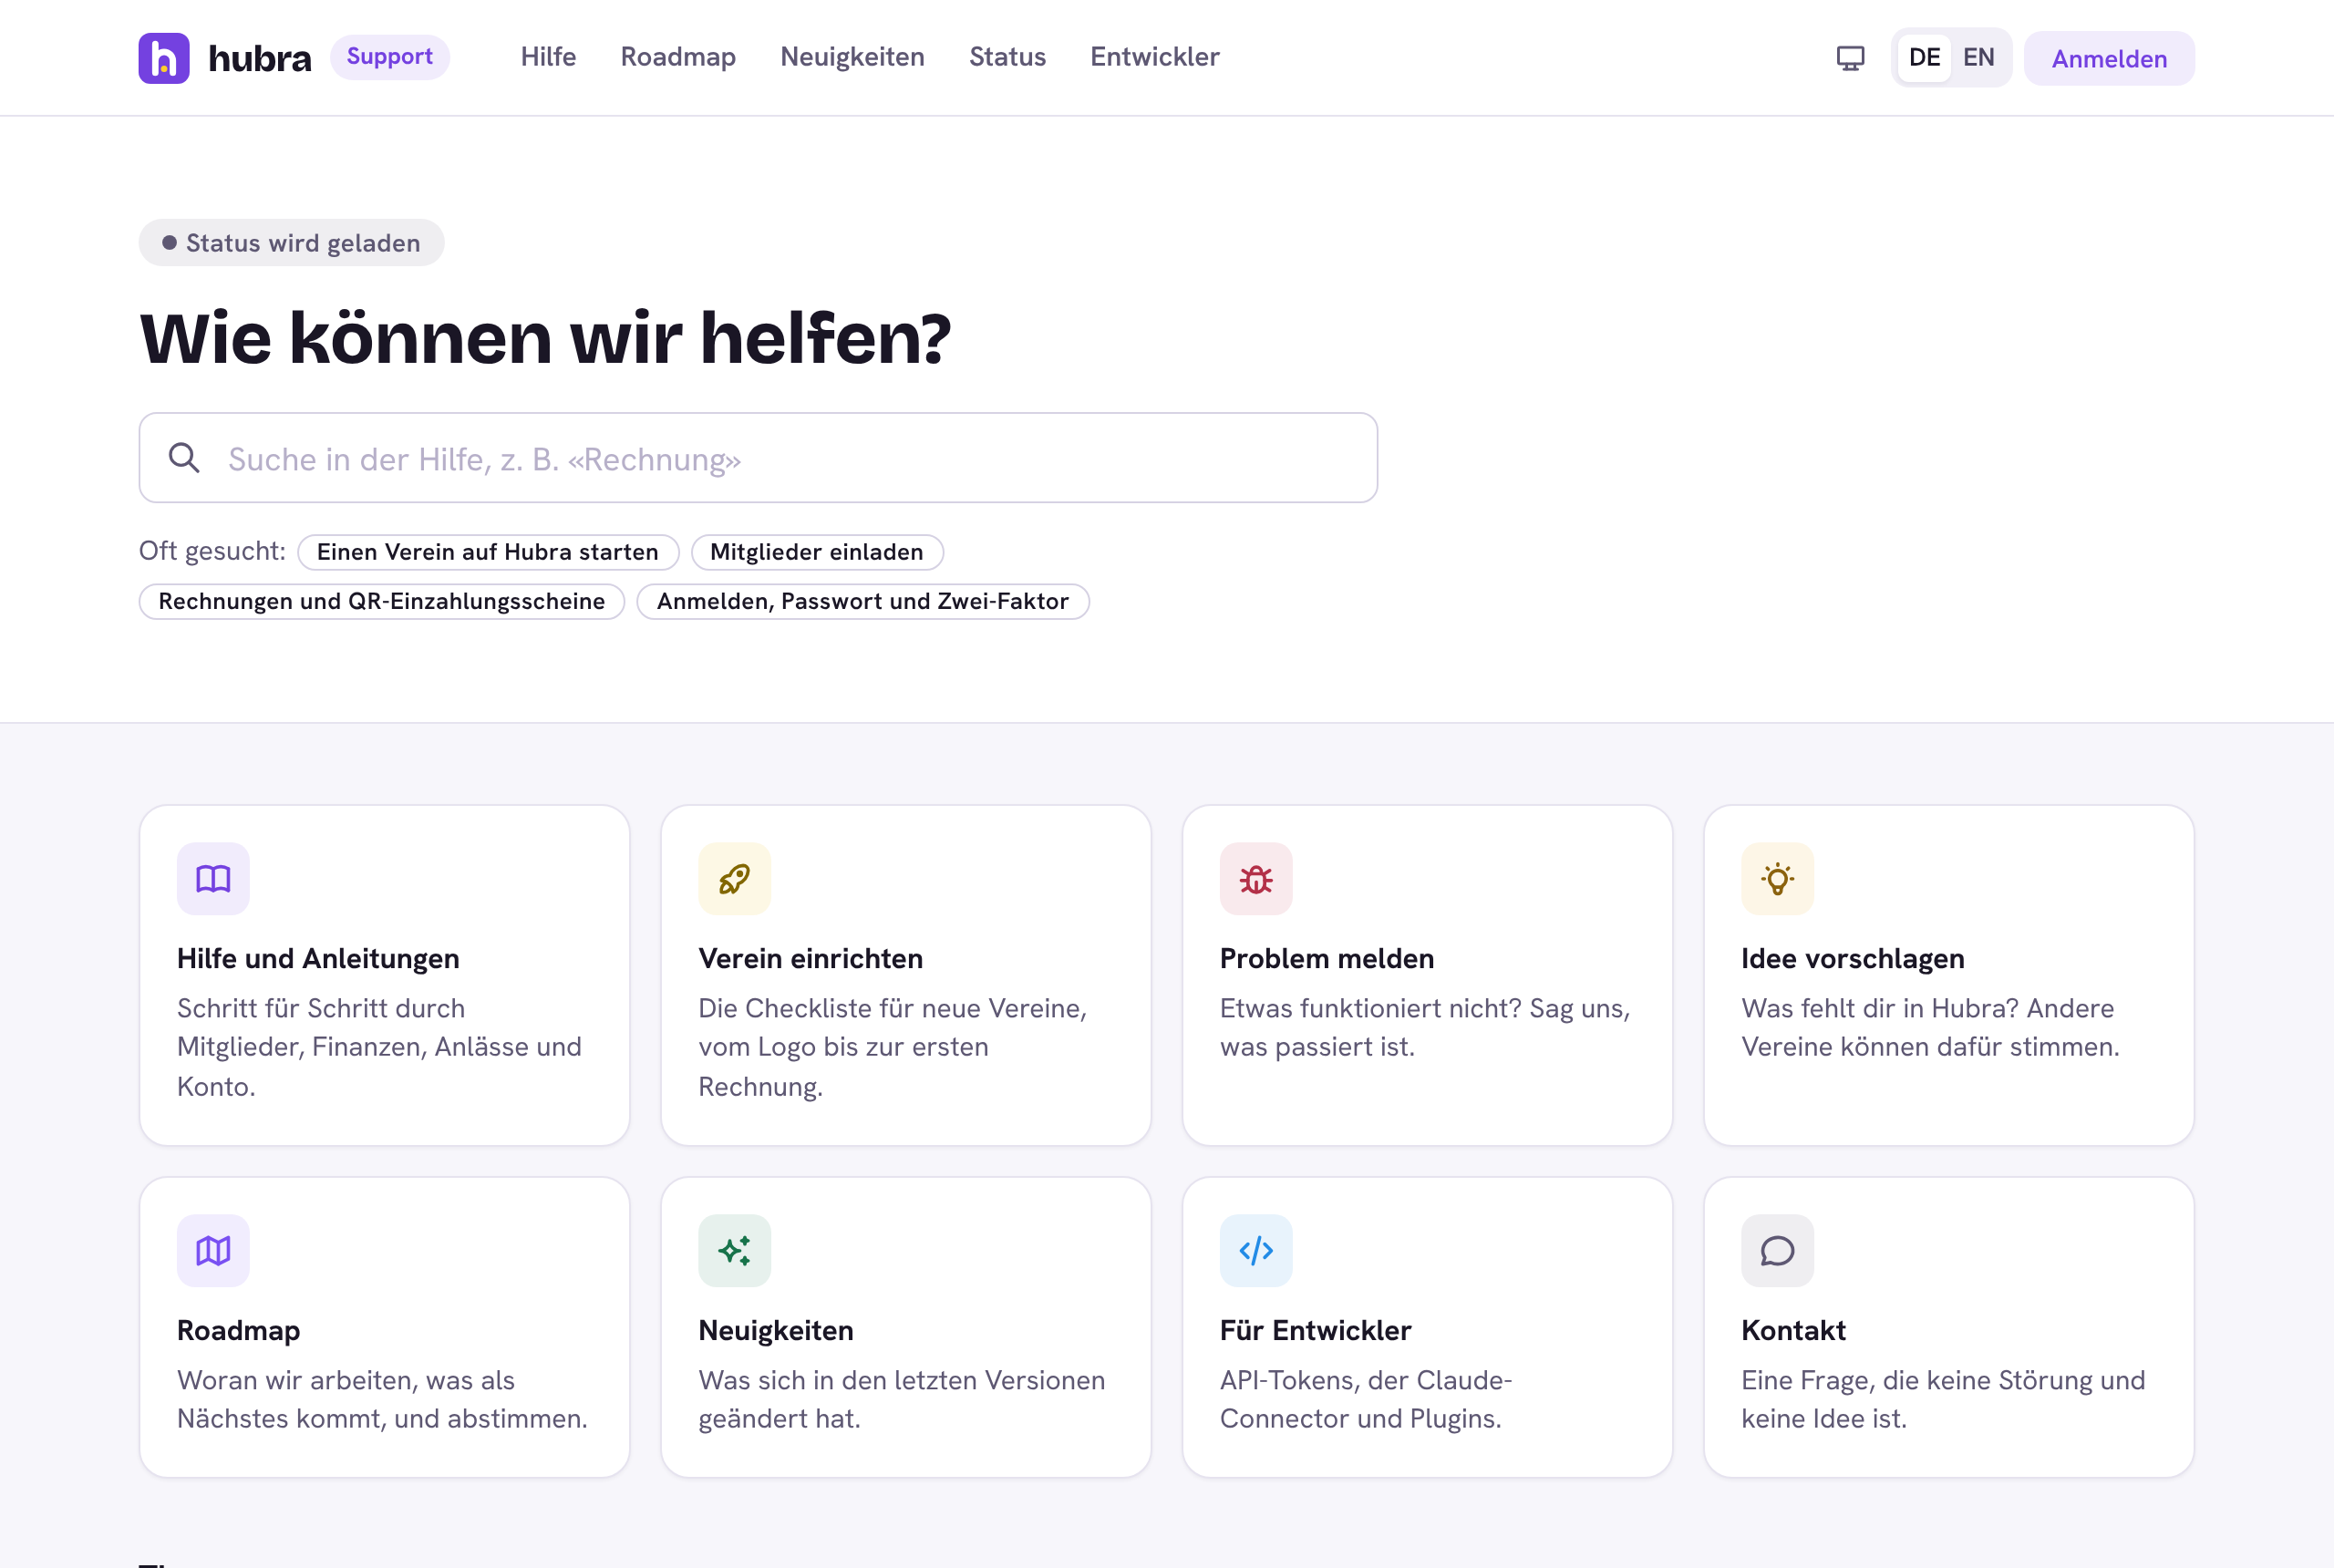 hubra Support Hilfe Roadmap Neuigkeiten Status Entwickler DE EN Anmelden
Status wird geladen
Wie können wir helfen?
Suche in der Hilfe, z. B. «Rechnung»
Oft gesucht: Einen Verein auf Hubra starten Mitglieder einladen
Rechnungen und QR-Einzahlungsscheine Anmelden, Passwort und Zwei-Faktor
Hilfe und Anleitungen
Schritt für Schritt durch
Mitglieder, Finanzen, Anlässe und
Konto.
Verein einrichten
Die Checkliste für neue Vereine,
vom Logo bis zur ersten
Rechnung.
Problem melden
Etwas funktioniert nicht? Sag uns,
was passiert ist.
Idee vorschlagen
Was fehlt dir in Hubra? Andere
Vereine können dafür stimmen.
Roadmap
Woran wir arbeiten, was als
Nächstes kommt, und abstimmen.
Neuigkeiten
Was sich in den letzten Versionen
geändert hat.
Für Entwickler
API-Tokens, der Claude-
Connector und Plugins.
Kontakt
Eine Frage, die keine Störung und
keine Idee ist.